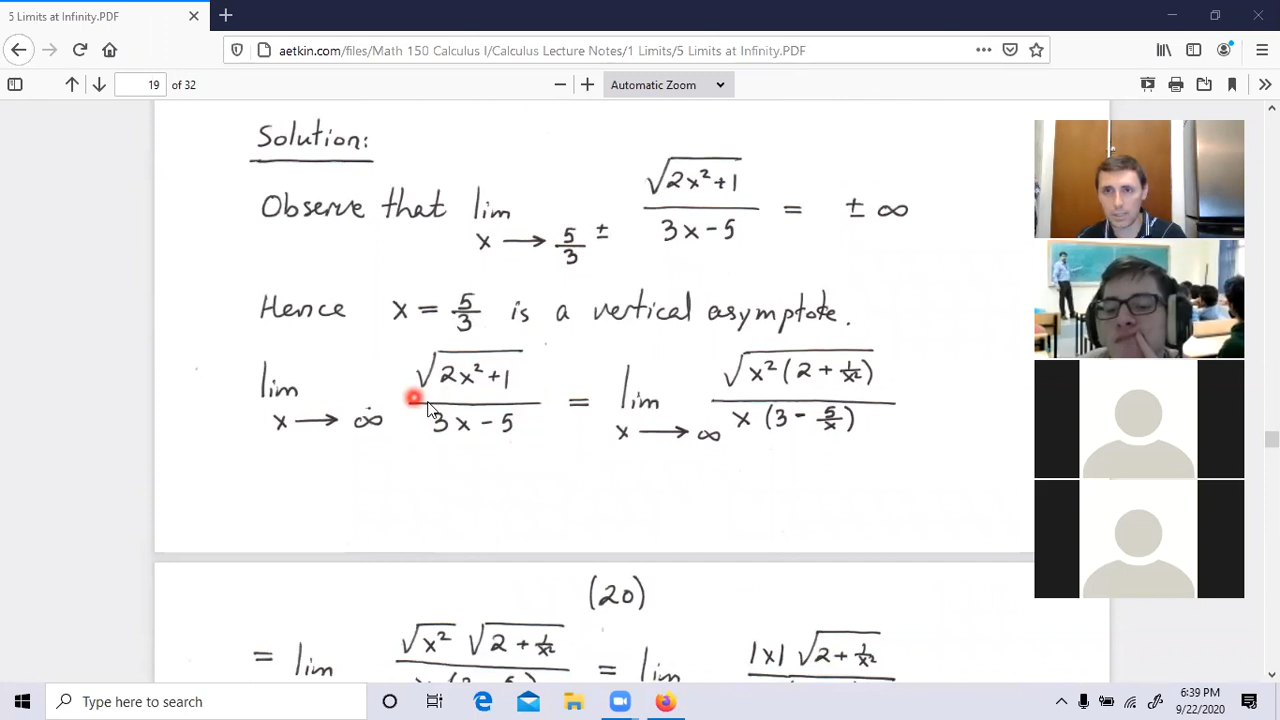 5 Limits at Infinity.PDF
aetkin.com/files/Math 150 Calculus I/Calculus Lecture Notes/1 Limits/5 Limits at Infinity.PDF
19 of 32
Automatic Zoom
Solution:
Observe that lim x → 5/3 ± √(2x² + 1) / (3x - 5) = ± ∞
Hence x = 5/3 is a vertical asymptote.
lim x → ∞ √(2x² + 1) / (3x - 5) = lim x → ∞ √(x² (2 + 1/x²)) / (x (3 - 5/x))
(20)
= lim √x² √(2 + 1/x²) = lim |x| √(2 + 1/x²)
Type here to search
6:39 PM
9/22/2020